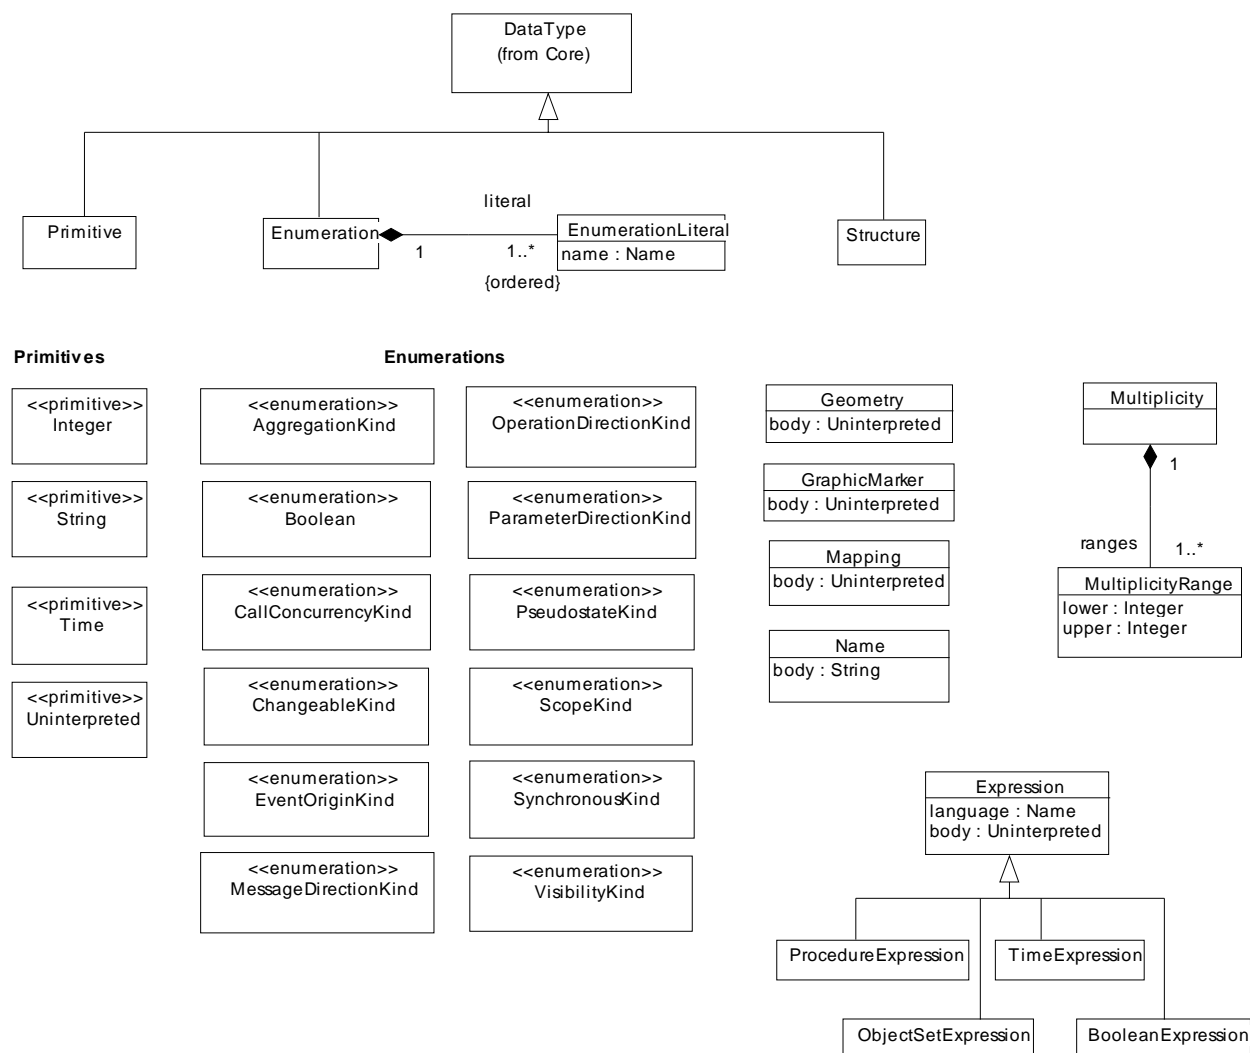 DataType
(from Core)
Primitive
Enumeration
1
literal
1..*
{ordered}
EnumerationLiteral
name : Name
Structure
Primitives
<<primitive>>
Integer
<<primitive>>
String
<<primitive>>
Time
<<primitive>>
Uninterpreted
Enumerations
<<enumeration>>
AggregationKind
<<enumeration>>
Boolean
<<enumeration>>
CallConcurrencyKind
<<enumeration>>
ChangeableKind
<<enumeration>>
EventOriginKind
<<enumeration>>
MessageDirectionKind
<<enumeration>>
OperationDirectionKind
<<enumeration>>
ParameterDirectionKind
<<enumeration>>
PseudostateKind
<<enumeration>>
ScopeKind
<<enumeration>>
SynchronousKind
<<enumeration>>
VisibilityKind
Geometry
body : Uninterpreted
GraphicMarker
body : Uninterpreted
Mapping
body : Uninterpreted
Name
body : String
Multiplicity
1
ranges
1..*
MultiplicityRange
lower : Integer
upper : Integer
Expression
language : Name
body : Uninterpreted
ProcedureExpression
TimeExpression
ObjectSetExpression
BooleanExpression